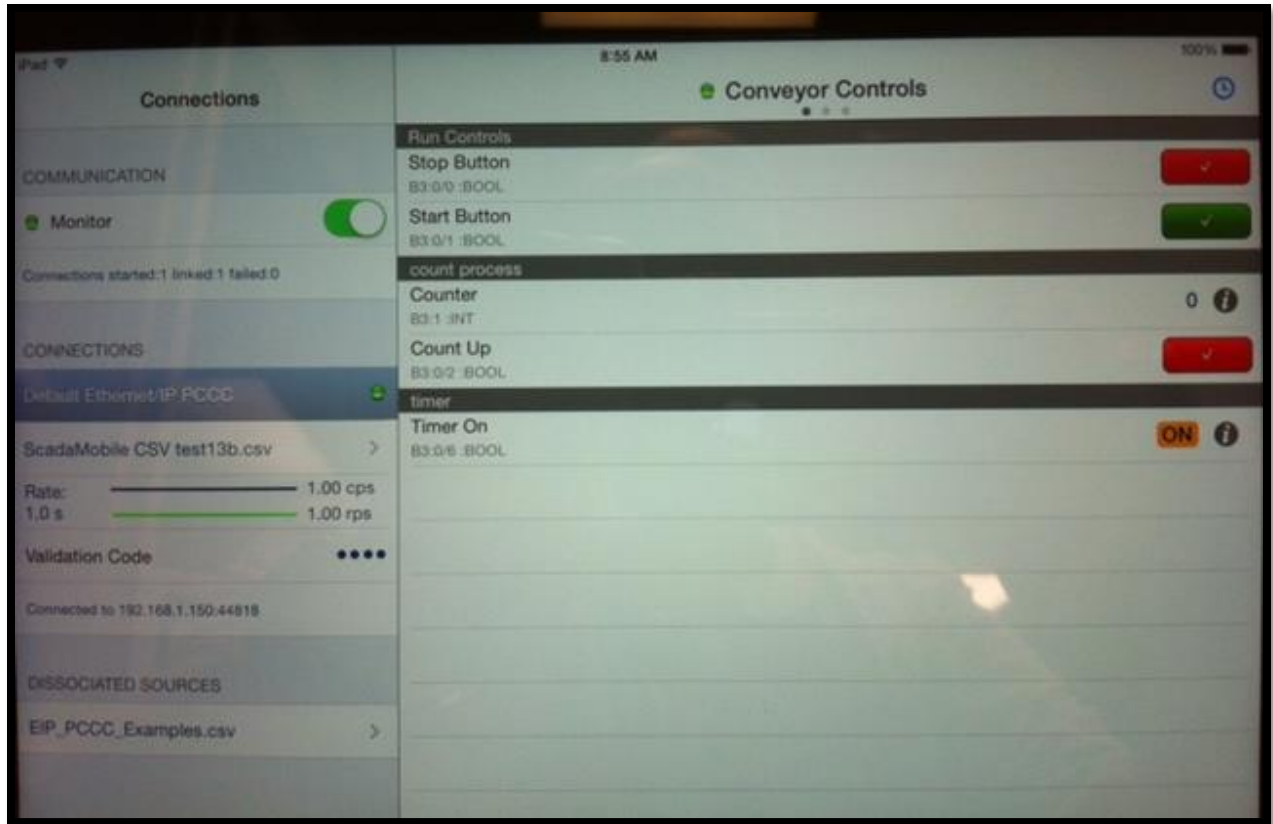 iPad
8:55 AM
100%
Connections
Conveyor Controls
COMMUNICATION
Monitor
Connections started:1 linked:1 failed:0
CONNECTIONS
Default Ethernet/IP PCCC
ScadaMobile CSV test13b.csv
Rate:
1.00 cps
1.0 s
1.00 rps
Validation Code
Connected to 192.168.1.150:44818
DISSOCIATED SOURCES
EIP_PCCC_Examples.csv
Run Controls
Stop Button
B3:0/0 :BOOL
Start Button
B3:0/1 :BOOL
count process
Counter
B3:1 :INT
0
Count Up
B3:0/2 :BOOL
timer
Timer On
B3:0/6 :BOOL
ON